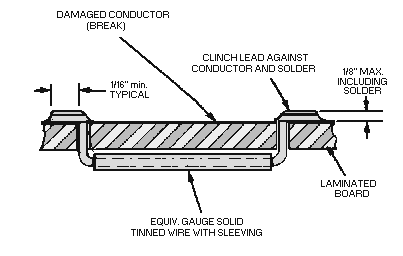 DAMAGED CONDUCTOR
(BREAK)
CLINCH LEAD AGAINST
CONDUCTOR AND SOLDER
1/8" MAX.
INCLUDING
SOLDER
1/16" min.
TYPICAL
LAMINATED
BOARD
EQUIV. GAUGE SOLID
TINNED WIRE WITH SLEEVING